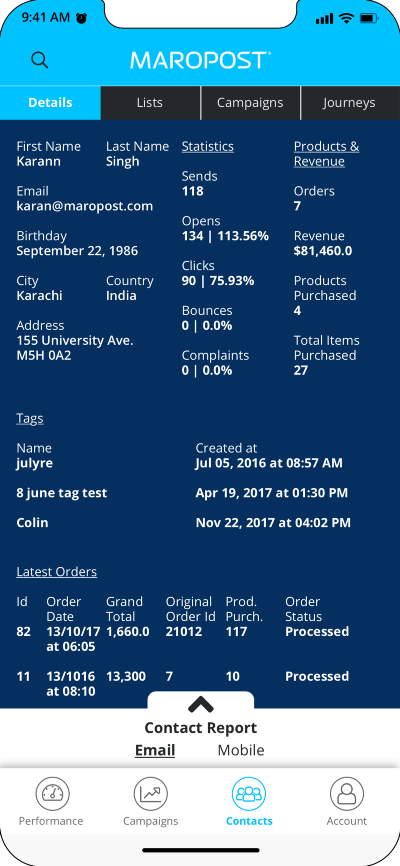 9:41 AM
MAROPOST
Details Lists Campaigns Journeys
First Name Last Name Statistics Products &
Karann Singh Revenue
Sends
Email 118 Orders
karan@maropost.com 7
Opens
Birthday 134 | 113.56% Revenue
September 22, 1986 $81,460.0
Clicks
City Country 90 | 75.93% Products
Karachi India Purchased
Bounces 4
Address 0 | 0.0%
155 University Ave. Total Items
M5H 0A2 Complaints Purchased
0 | 0.0% 27
Tags
Name Created at
julyre Jul 05, 2016 at 08:57 AM
8 june tag test Apr 19, 2017 at 01:30 PM
Colin Nov 22, 2017 at 04:02 PM
Latest Orders
Id Order Grand Original Prod. Order
Date Total Order Id Purch. Status
82 13/10/17 1,660.0 21012 117 Processed
at 06:05
11 13/1016 13,300 7 10 Processed
at 08:10
Contact Report
Email Mobile
Performance Campaigns Contacts Account